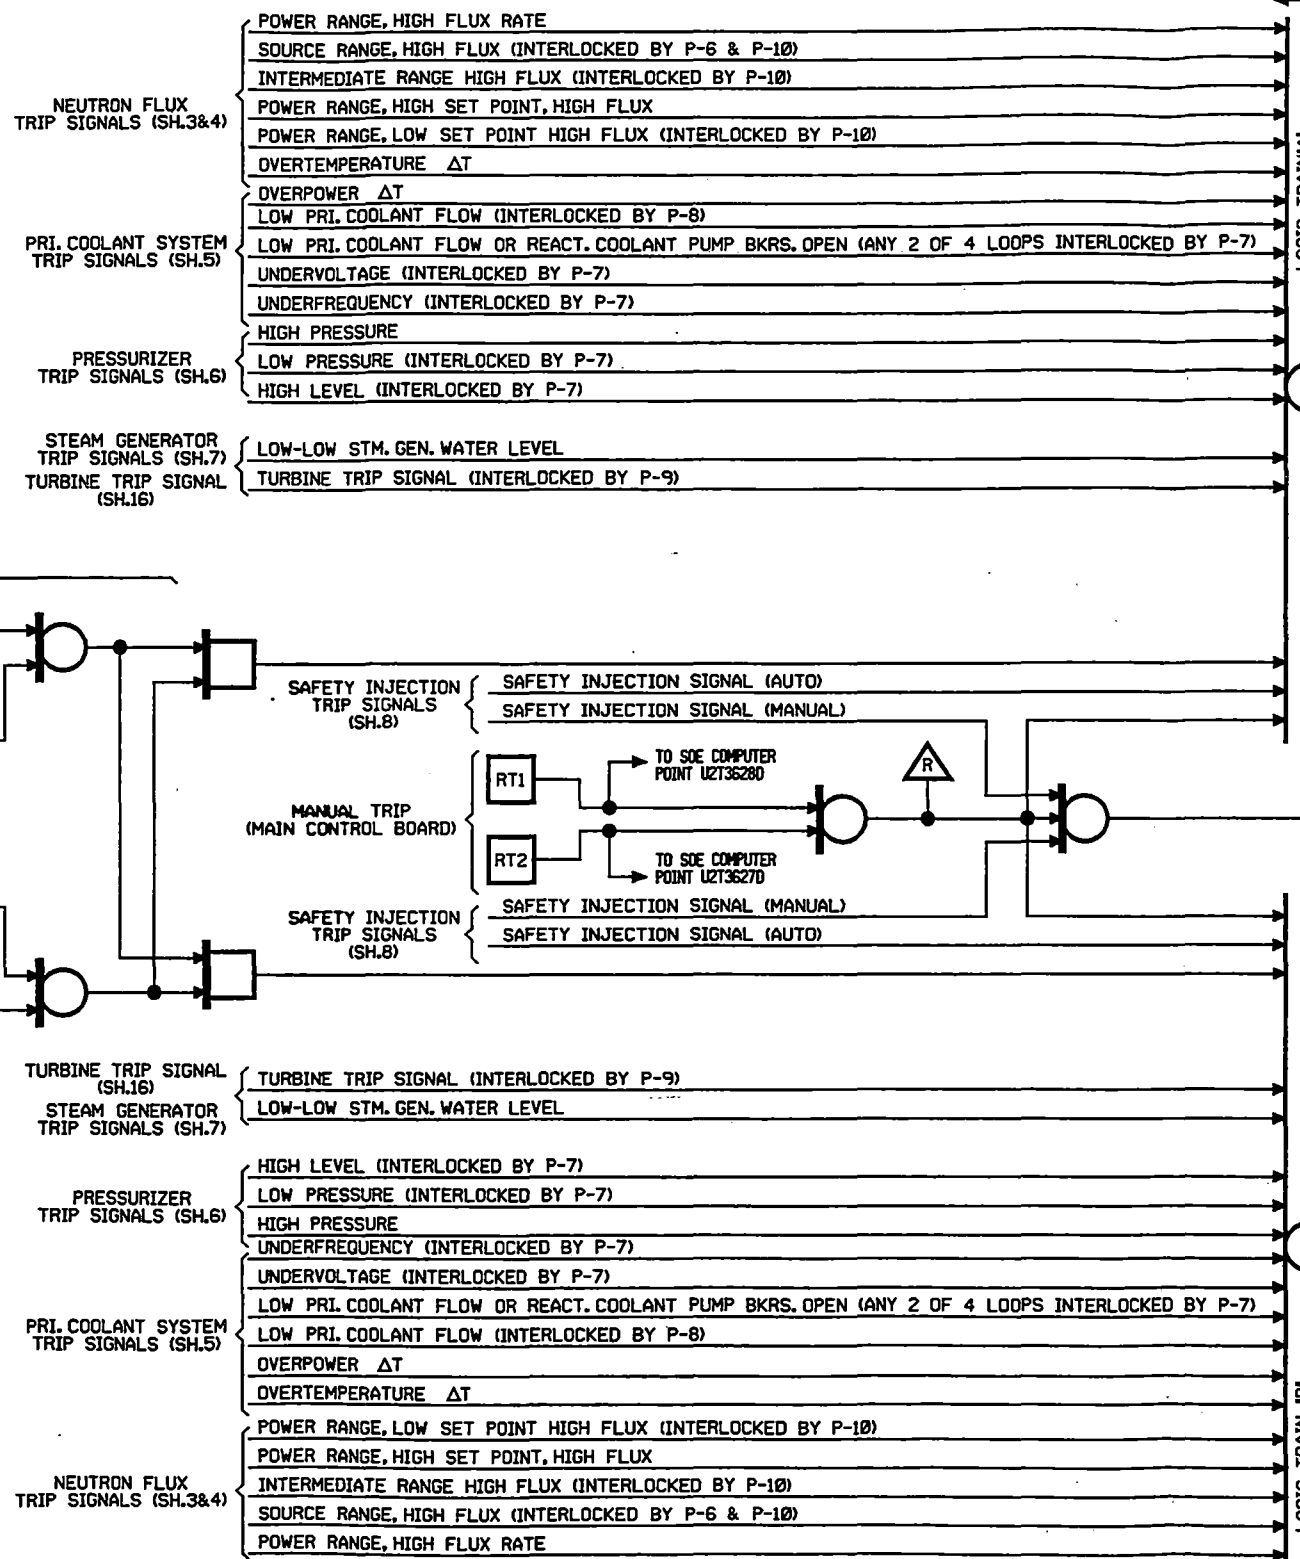 POWER RANGE, HIGH FLUX RATE
SOURCE RANGE, HIGH FLUX (INTERLOCKED BY P-6 & P-10)
INTERMEDIATE RANGE HIGH FLUX (INTERLOCKED BY P-10)
NEUTRON FLUX
TRIP SIGNALS (SH.3&4)
POWER RANGE, HIGH SET POINT, HIGH FLUX
POWER RANGE, LOW SET POINT HIGH FLUX (INTERLOCKED BY P-10)
OVERTEMPERATURE ΔT
OVERPOWER ΔT
LOW PRI. COOLANT FLOW (INTERLOCKED BY P-8)
PRI. COOLANT SYSTEM
TRIP SIGNALS (SH.5)
LOW PRI. COOLANT FLOW OR REACT. COOLANT PUMP BKRS. OPEN (ANY 2 OF 4 LOOPS INTERLOCKED BY P-7)
UNDERVOLTAGE (INTERLOCKED BY P-7)
UNDERFREQUENCY (INTERLOCKED BY P-7)
HIGH PRESSURE
PRESSURIZER
TRIP SIGNALS (SH.6)
LOW PRESSURE (INTERLOCKED BY P-7)
HIGH LEVEL (INTERLOCKED BY P-7)
STEAM GENERATOR
TRIP SIGNALS (SH.7)
LOW-LOW STM. GEN. WATER LEVEL
TURBINE TRIP SIGNAL
(SH.16)
TURBINE TRIP SIGNAL (INTERLOCKED BY P-9)
SAFETY INJECTION
TRIP SIGNALS
(SH.8)
SAFETY INJECTION SIGNAL (AUTO)
SAFETY INJECTION SIGNAL (MANUAL)
RT1
TO SOE COMPUTER
POINT U2T3628D
R
MANUAL TRIP
(MAIN CONTROL BOARD)
RT2
TO SOE COMPUTER
POINT U2T3627D
SAFETY INJECTION
TRIP SIGNALS
(SH.8)
SAFETY INJECTION SIGNAL (MANUAL)
SAFETY INJECTION SIGNAL (AUTO)
TURBINE TRIP SIGNAL
(SH.16)
TURBINE TRIP SIGNAL (INTERLOCKED BY P-9)
STEAM GENERATOR
TRIP SIGNALS (SH.7)
LOW-LOW STM. GEN. WATER LEVEL
HIGH LEVEL (INTERLOCKED BY P-7)
PRESSURIZER
TRIP SIGNALS (SH.6)
LOW PRESSURE (INTERLOCKED BY P-7)
HIGH PRESSURE
UNDERFREQUENCY (INTERLOCKED BY P-7)
UNDERVOLTAGE (INTERLOCKED BY P-7)
LOW PRI. COOLANT FLOW OR REACT. COOLANT PUMP BKRS. OPEN (ANY 2 OF 4 LOOPS INTERLOCKED BY P-7)
PRI. COOLANT SYSTEM
TRIP SIGNALS (SH.5)
LOW PRI. COOLANT FLOW (INTERLOCKED BY P-8)
OVERPOWER ΔT
OVERTEMPERATURE ΔT
POWER RANGE, LOW SET POINT HIGH FLUX (INTERLOCKED BY P-10)
POWER RANGE, HIGH SET POINT, HIGH FLUX
NEUTRON FLUX
TRIP SIGNALS (SH.3&4)
INTERMEDIATE RANGE HIGH FLUX (INTERLOCKED BY P-10)
SOURCE RANGE, HIGH FLUX (INTERLOCKED BY P-6 & P-10)
POWER RANGE, HIGH FLUX RATE